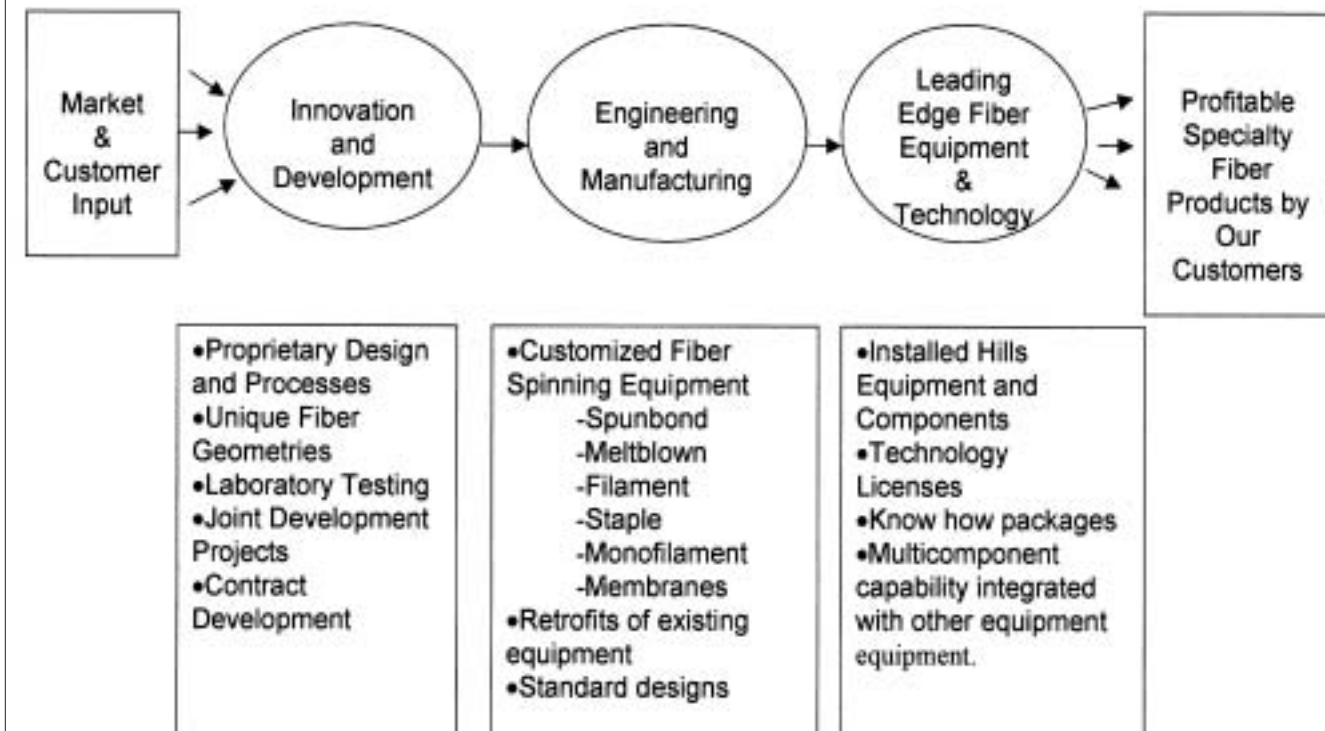 Market
&
Customer
Input
Innovation
and
Development
Engineering
and
Manufacturing
Leading
Edge Fiber
Equipment
&
Technology
Profitable
Specialty
Fiber
Products by
Our
Customers
•Proprietary Design
and Processes
•Unique Fiber
Geometries
•Laboratory Testing
•Joint Development
Projects
•Contract
Development
•Customized Fiber
Spinning Equipment
-Spunbond
-Meltblown
-Filament
-Staple
-Monofilament
-Membranes
•Retrofits of existing
equipment
•Standard designs
•Installed Hills
Equipment and
Components
•Technology
Licenses
•Know how packages
•Multicomponent
capability integrated
with other equipment
equipment.